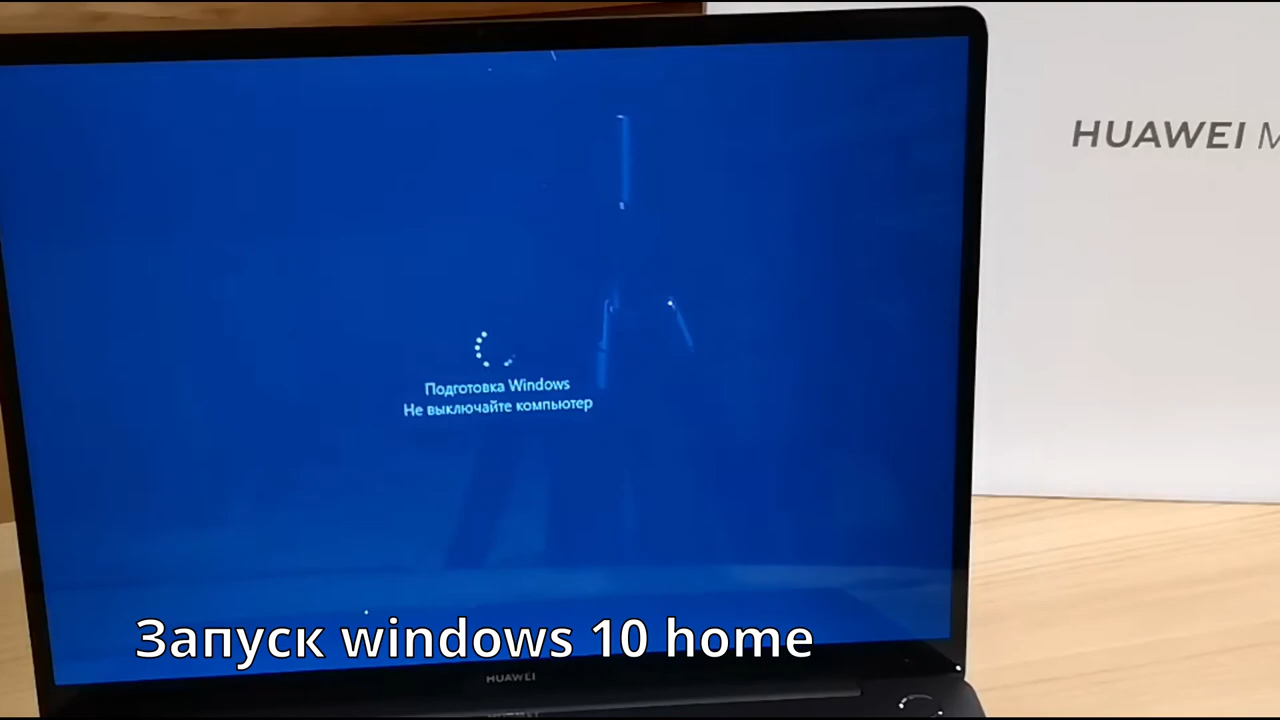 HUAWEI M
Подготовка Windows
Не выключайте компьютер
Запуск windows 10 home
HUAWEI